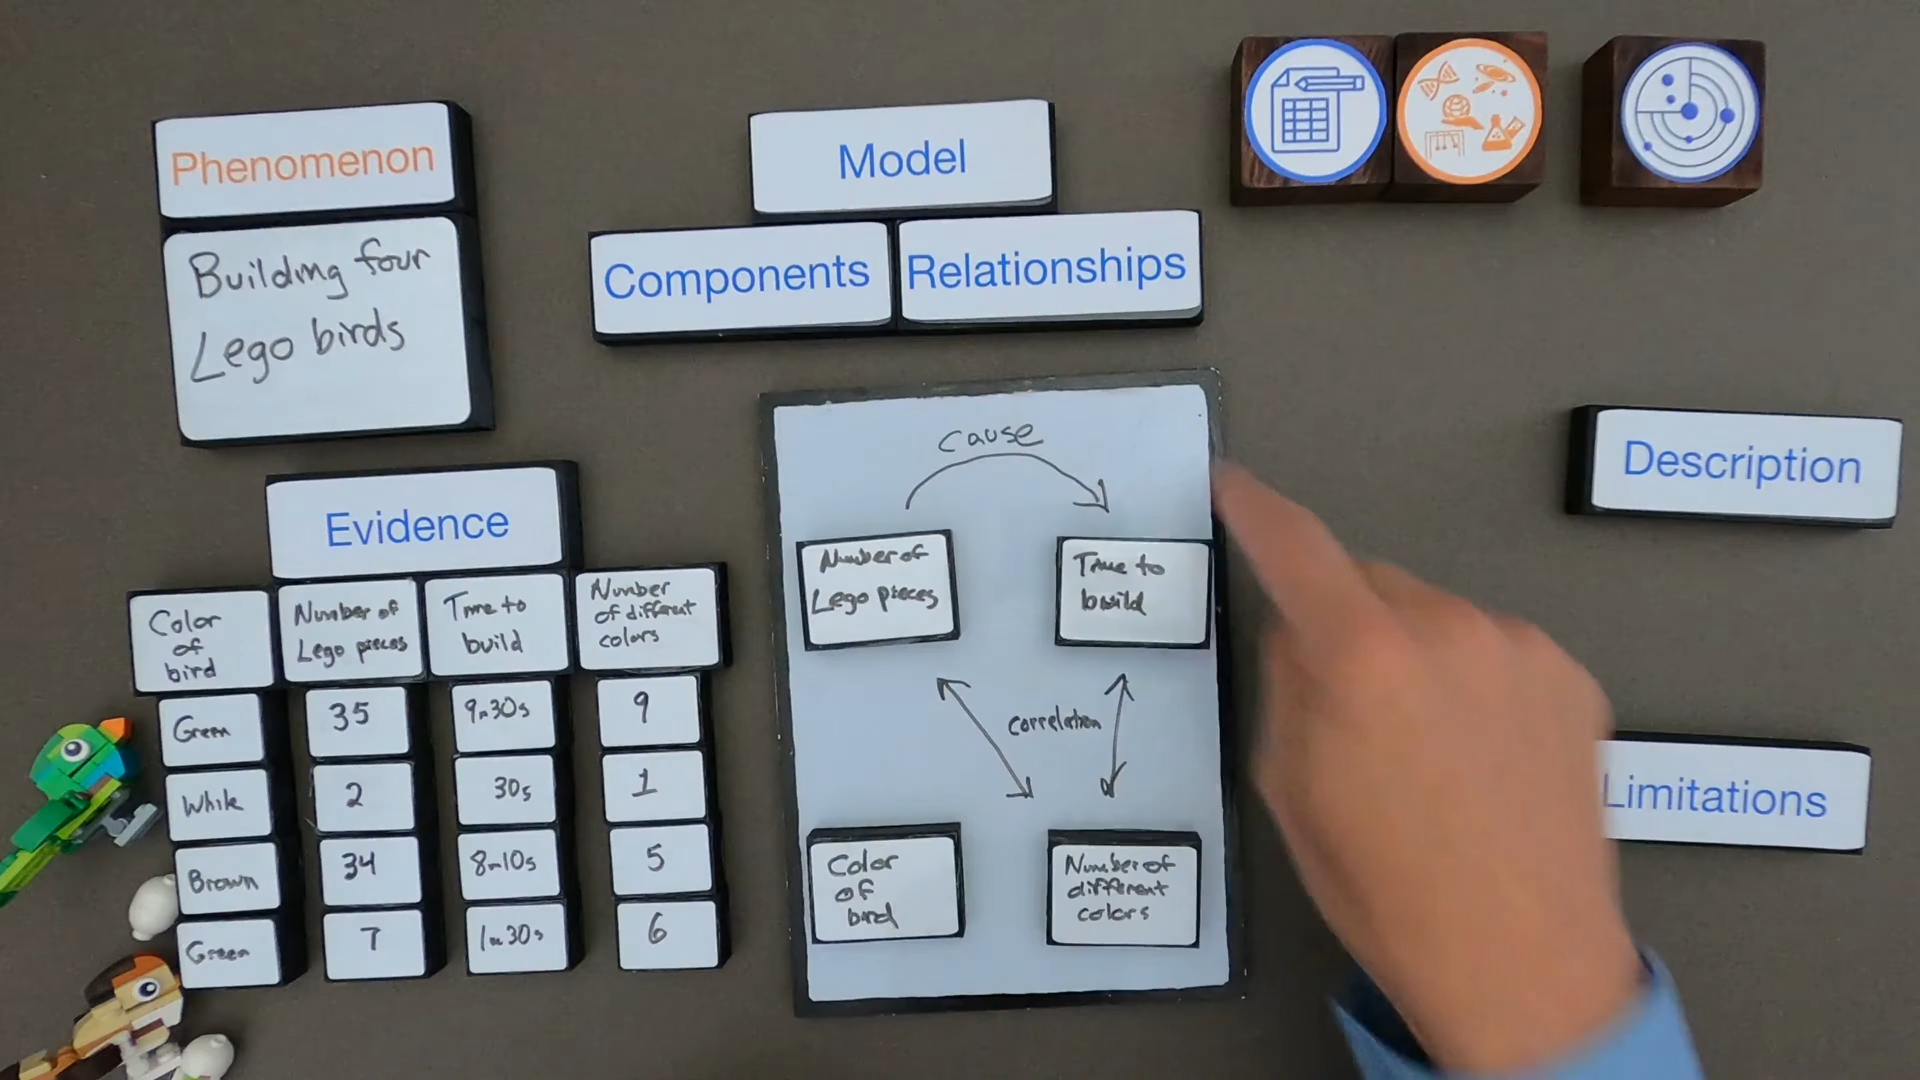 Phenomenon
Building four
Lego birds
Model
Components
Relationships
Evidence
Color
of
bird
Number of
Lego pieces
Time to
build
Number
of different
colors
Green
35
9m30s
9
White
2
30s
1
Brown
34
8m10s
5
Green
7
1m30s
6
cause
Number of
Lego pieces
Time to
build
correlation
Color
of
bird
Number of
different
colors
Description
Limitations